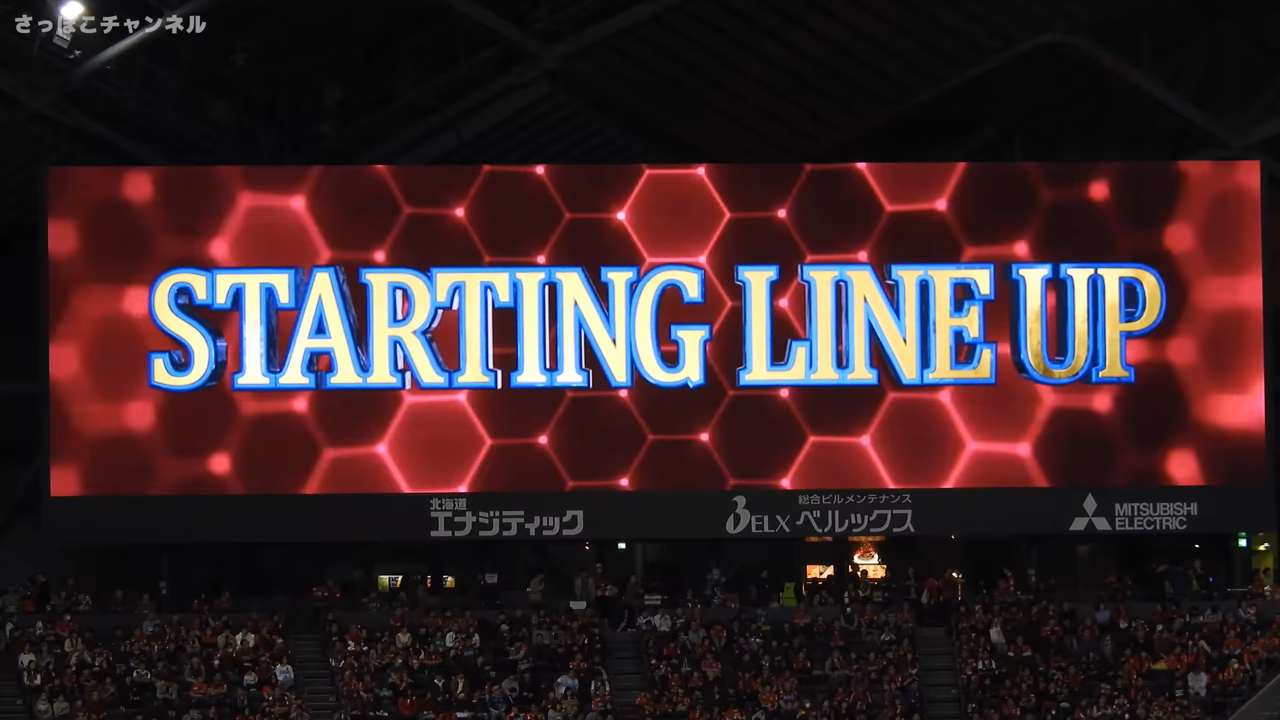 さっぽこチャンネル
STARTING LINE UP
北海道
エナジティック
BELX ベルックス
総合ビルメンテナンス
MITSUBISHI
ELECTRIC